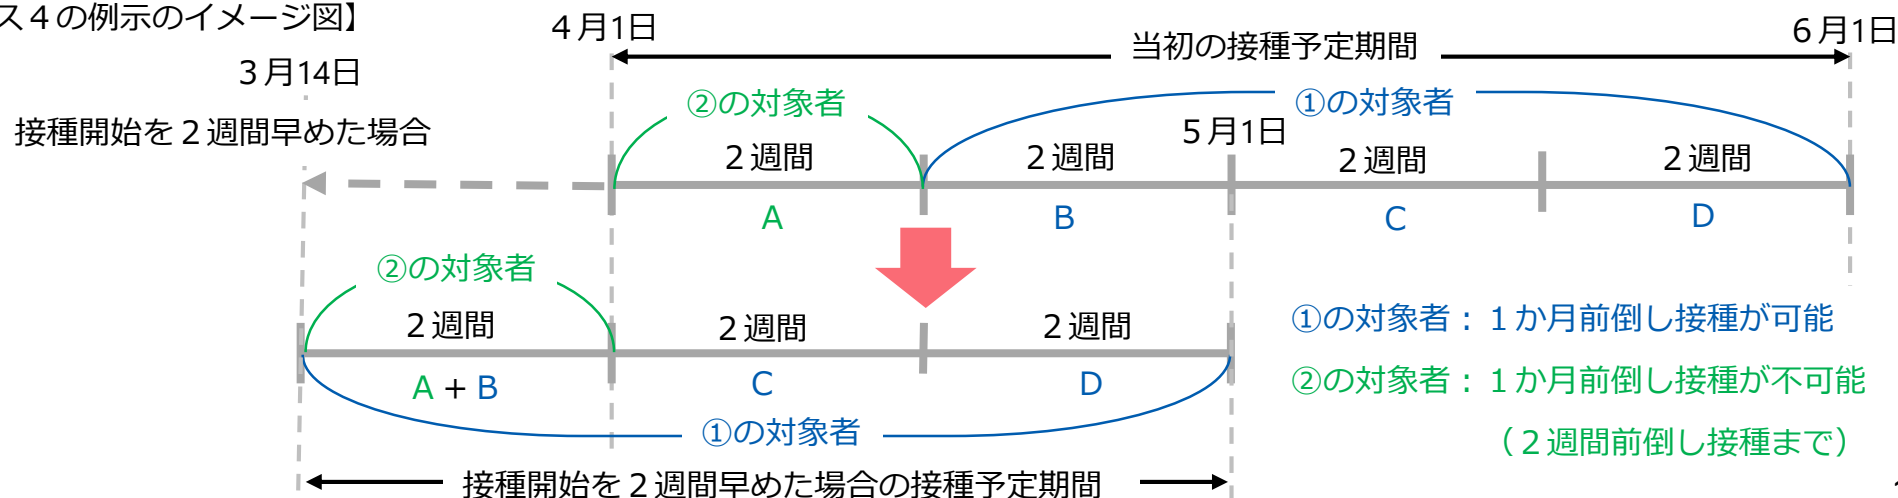 ス４の例示のイメージ図】
４月1日
６月1日
当初の接種予定期間
３月14日
②の対象者
①の対象者
接種開始を２週間早めた場合
５月1日
２週間
２週間
２週間
２週間
A
B
C
D
②の対象者
２週間
２週間
２週間
①の対象者：１か月前倒し接種が可能
A + B
C
D
②の対象者：１か月前倒し接種が不可能
（２週間前倒し接種まで）
①の対象者
接種開始を２週間早めた場合の接種予定期間